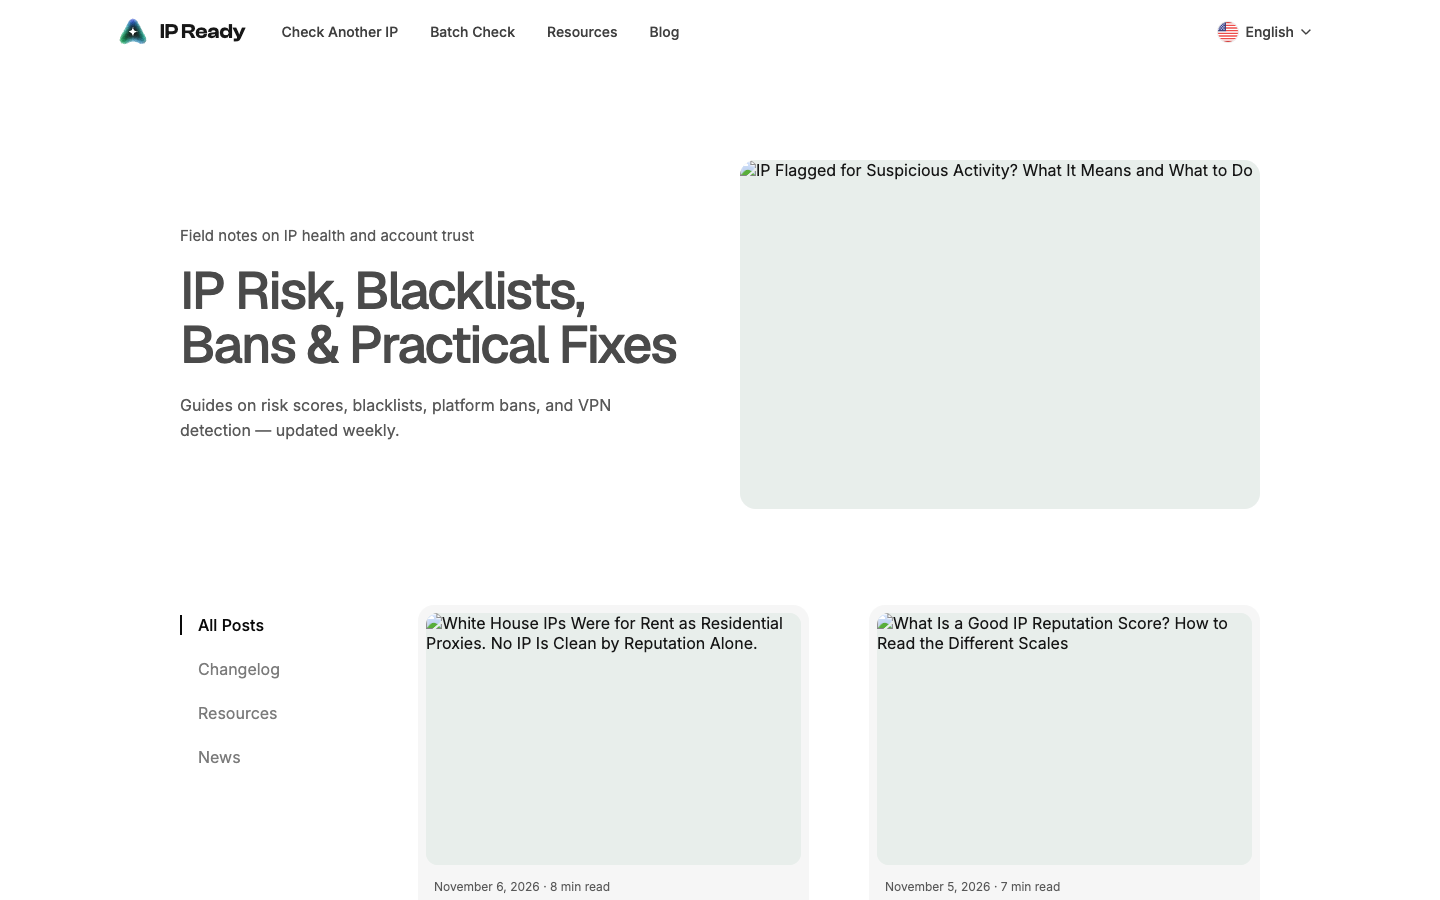 IP Ready
Check Another IP
Batch Check
Resources
Blog
English
IP Flagged for Suspicious Activity? What It Means and What to Do
Field notes on IP health and account trust
IP Risk, Blacklists,
Bans & Practical Fixes
Guides on risk scores, blacklists, platform bans, and VPN
detection — updated weekly.
All Posts
Changelog
Resources
News
White House IPs Were for Rent as Residential
Proxies. No IP Is Clean by Reputation Alone.
November 6, 2026 · 8 min read
What Is a Good IP Reputation Score? How to
Read the Different Scales
November 5, 2026 · 7 min read